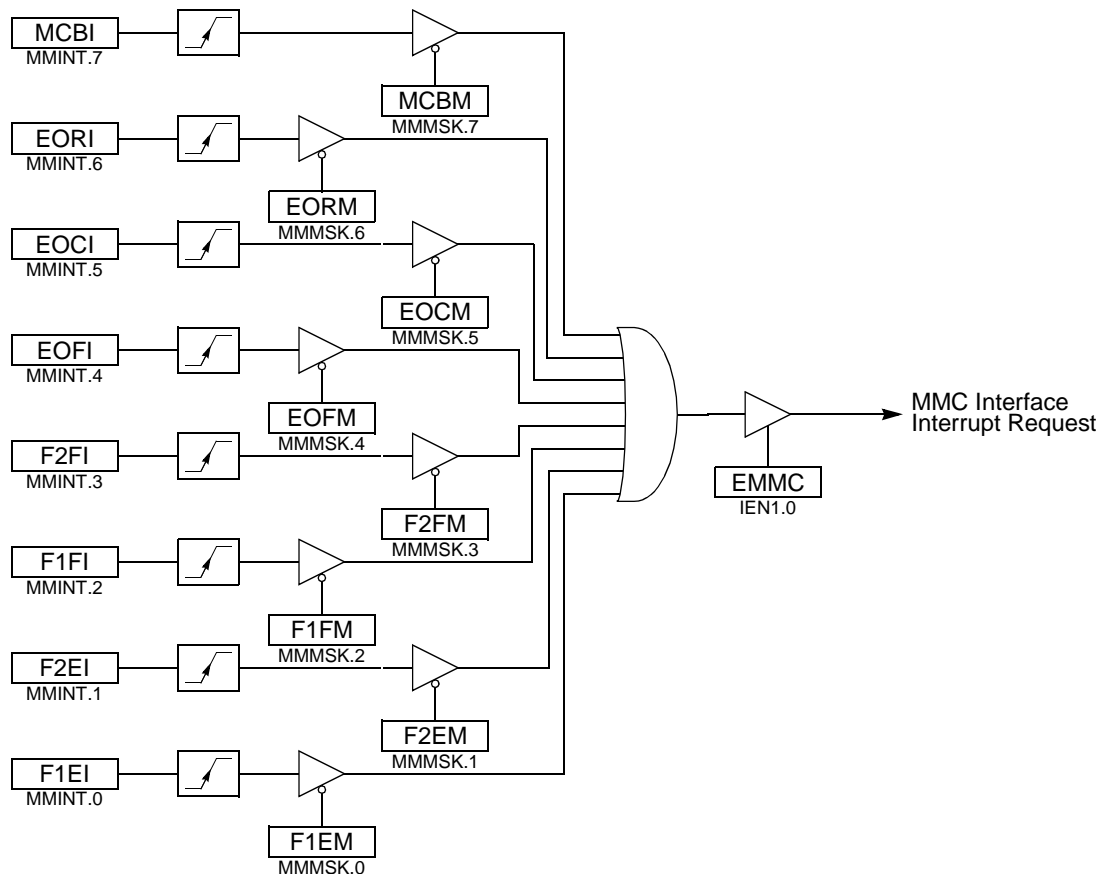 MCBI
MMINT.7
MCBM
MMMSK.7
EORI
MMINT.6
EORM
MMMSK.6
EOCI
MMINT.5
EOCM
MMMSK.5
EOFI
MMINT.4
EOFM
MMMSK.4
MMC Interface
Interrupt Request
EMMC
IEN1.0
F2FI
MMINT.3
F2FM
MMMSK.3
F1FI
MMINT.2
F1FM
MMMSK.2
F2EI
MMINT.1
F2EM
MMMSK.1
F1EI
MMINT.0
F1EM
MMMSK.0